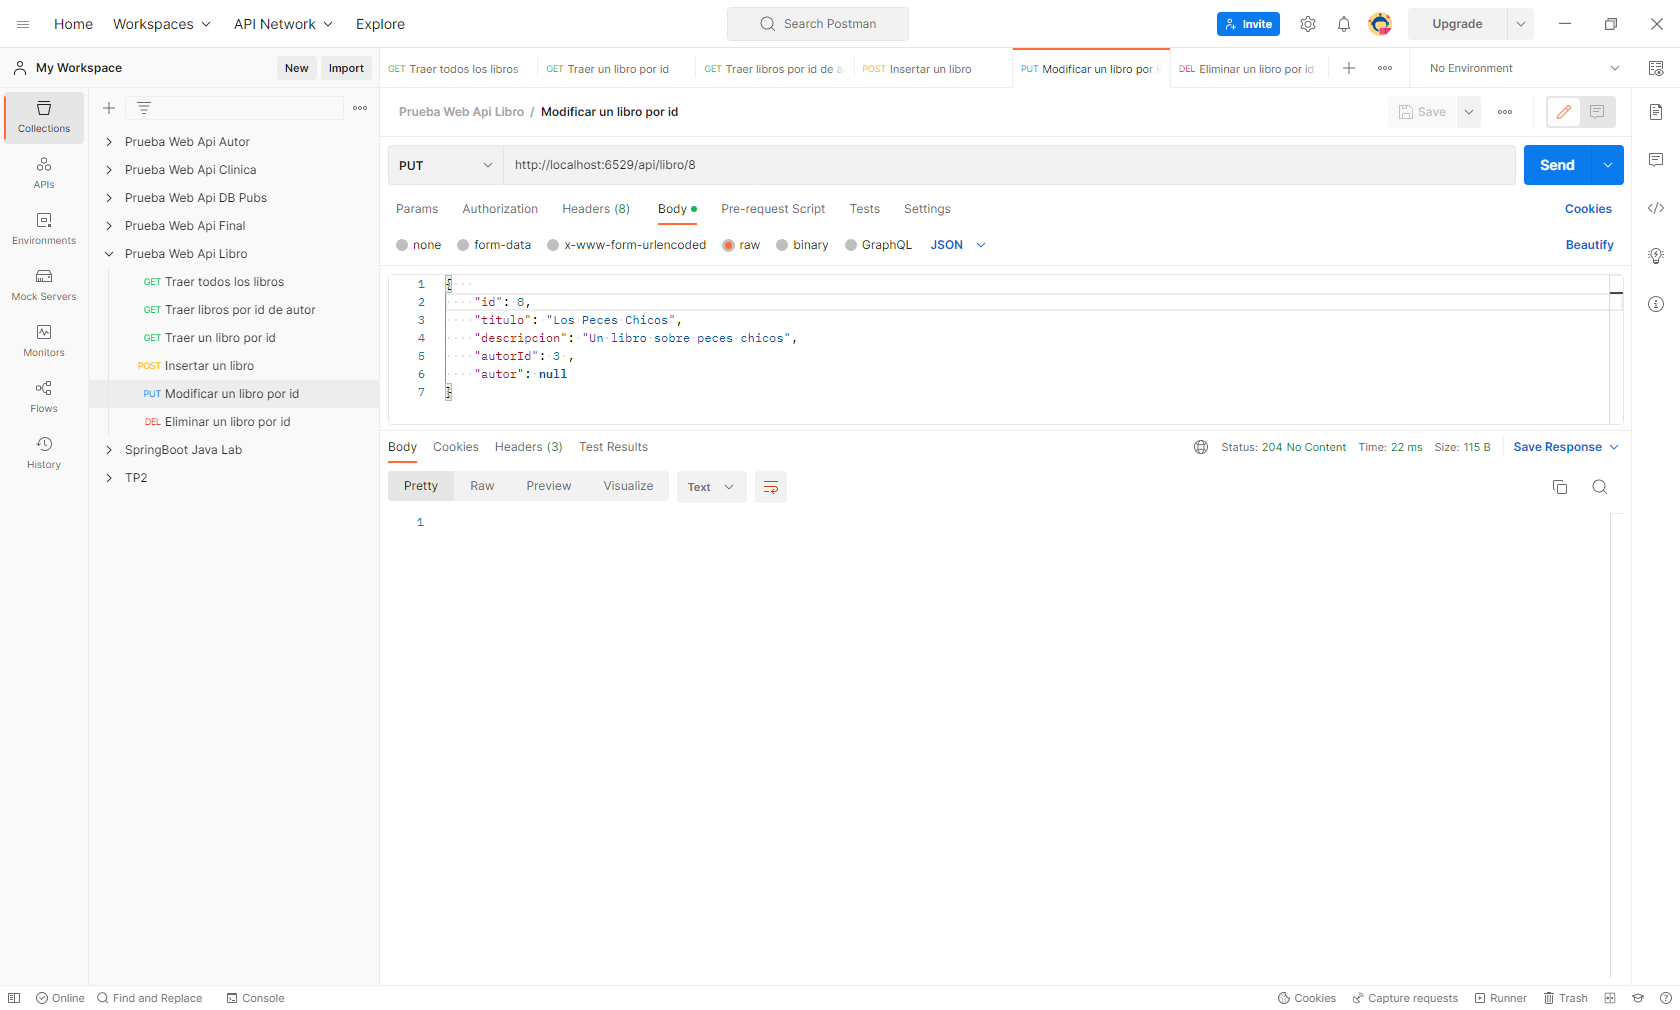 Home Workspaces API Network Explore Search Postman Invite Upgrade
My Workspace New Import
GET Traer todos los libros GET Traer un libro por id GET Traer libros por id de a POST Insertar un libro PUT Modificar un libro por DEL Eliminar un libro por id No Environment
Collections
APIs
Environments
Mock Servers
Monitors
Flows
History
Prueba Web Api Autor
Prueba Web Api Clinica
Prueba Web Api DB Pubs
Prueba Web Api Final
Prueba Web Api Libro
GET Traer todos los libros
GET Traer libros por id de autor
GET Traer un libro por id
POST Insertar un libro
PUT Modificar un libro por id
DEL Eliminar un libro por id
SpringBoot Java Lab
TP2
Prueba Web Api Libro / Modificar un libro por id Save
PUT http://localhost:6529/api/libro/8 Send
Params Authorization Headers (8) Body Pre-request Script Tests Settings Cookies
none form-data x-www-form-urlencoded raw binary GraphQL JSON Beautify
1 {
2 "id": 8,
3 "titulo": "Los Peces Chicos",
4 "descripcion": "Un libro sobre peces chicos",
5 "autorId": 3 ,
6 "autor": null
7 }
Body Cookies Headers (3) Test Results Status: 204 No Content Time: 22 ms Size: 115 B Save Response
Pretty Raw Preview Visualize Text
1
Online Find and Replace Console Cookies Capture requests Runner Trash